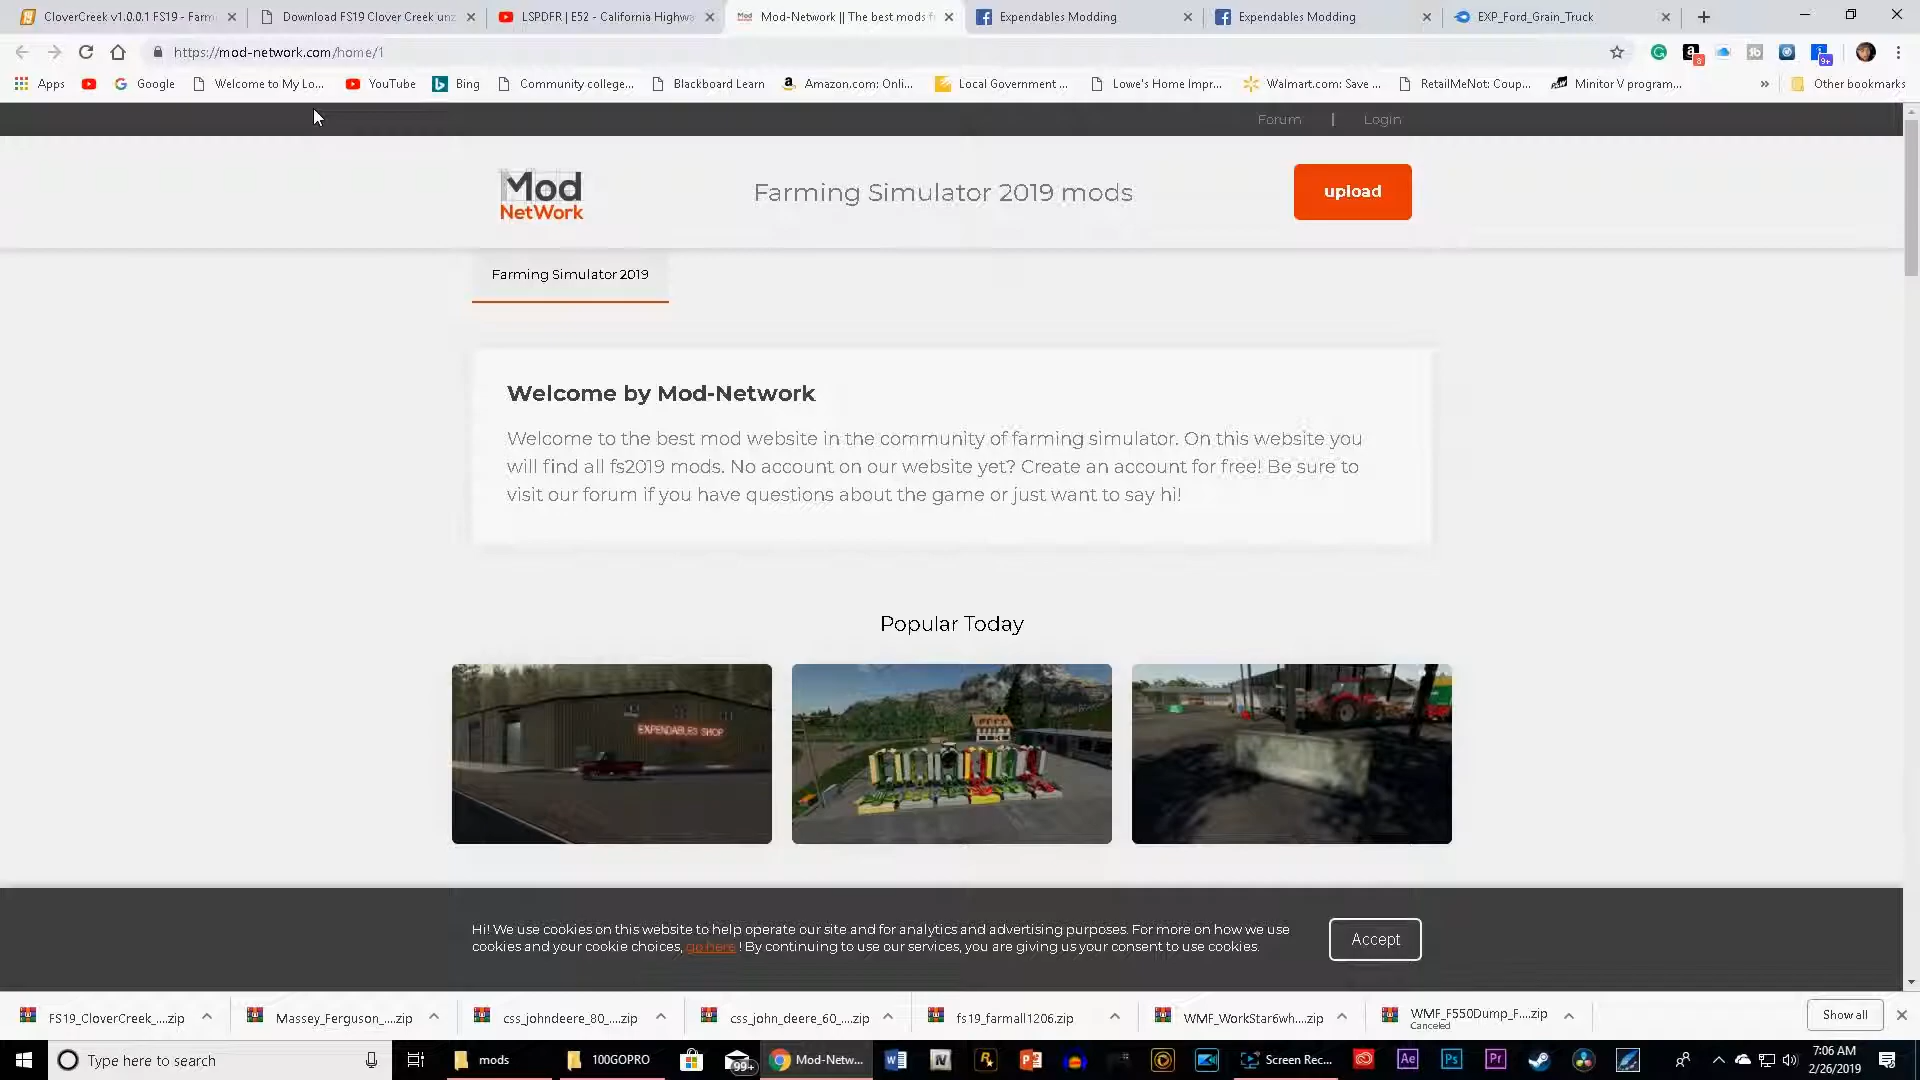 CloverCreek v1.0.0.1 FS19 - Farm
Download FS19 Clover Creek unz
LSPDFR | E52 - California Highwa
Mod-Network || The best mods f
Expendables Modding
Expendables Modding
EXP_Ford_Grain_Truck
https://mod-network.com/home/1
Apps
Google
Welcome to My Lo...
YouTube
Bing
Community college...
Blackboard Learn
Amazon.com: Onli...
Local Government ...
Lowe's Home Impr...
Walmart.com: Save ...
RetailMeNot: Coup...
Minitor V program...
Other bookmarks
Forum | Login
Mod
NetWork
Farming Simulator 2019 mods
upload
Farming Simulator 2019
Welcome by Mod-Network
Welcome to the best mod website in the community of farming simulator. On this website you
will find all fs2019 mods. No account on our website yet? Create an account for free! Be sure to
visit our forum if you have questions about the game or just want to say hi!
Popular Today
EXPENDABLES SHOP
Hi! We use cookies on this website to help operate our site and for analytics and advertising purposes. For more on how we use
cookies and your cookie choices, go here ! By continuing to use our services, you are giving us your consent to use cookies.
Accept
FS19_CloverCreek_....zip
Massey_Ferguson_....zip
css_johndeere_80_....zip
css_john_deere_60_....zip
fs19_farmall1206.zip
WMF_WorkStar6wh....zip
WMF_F550Dump_F....zip
Canceled
Show all
Type here to search
mods
100GOPRO
99+
Mod-Netw...
Screen Rec...
Ae
Ps
Pr
7:06 AM
2/26/2019